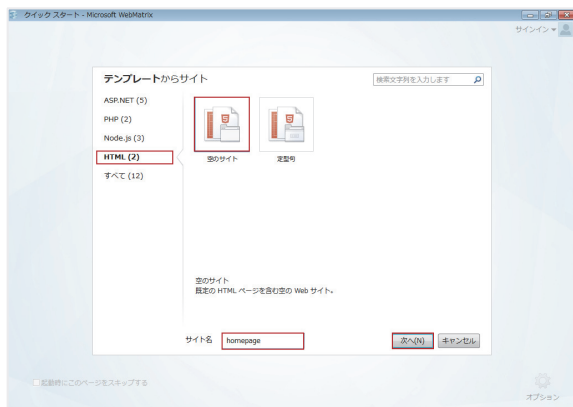 クイック スタート - Microsoft WebMatrix
サインイン
テンプレートからサイト
検索文字列を入力します
ASP.NET (5)
PHP (2)
Node.js (3)
HTML (2)
すべて (12)
空のサイト
定型句
空のサイト
既定の HTML ページを含む空の Web サイト。
サイト名
homepage
次へ(N)
キャンセル
起動時にこのページをスキップする
オプション